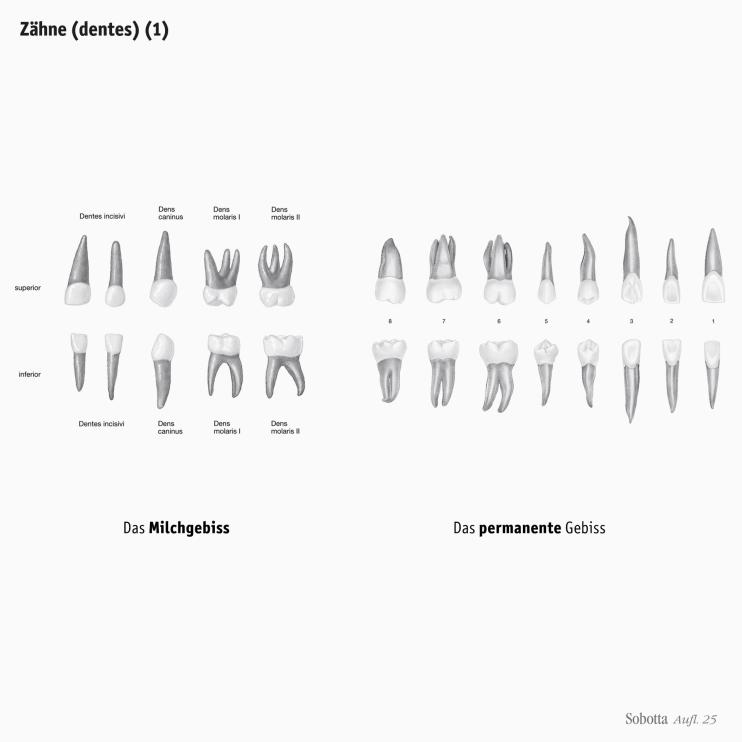 Zähne (dentes) (1)
Dentes incisivi
Dens
caninus
Dens
molaris I
Dens
molaris II
superior
8 7 6 5 4 3 2 1
inferior
Dentes incisivi
Dens
caninus
Dens
molaris I
Dens
molaris II
Das Milchgebiss
Das permanente Gebiss
Sobotta Aufl. 25